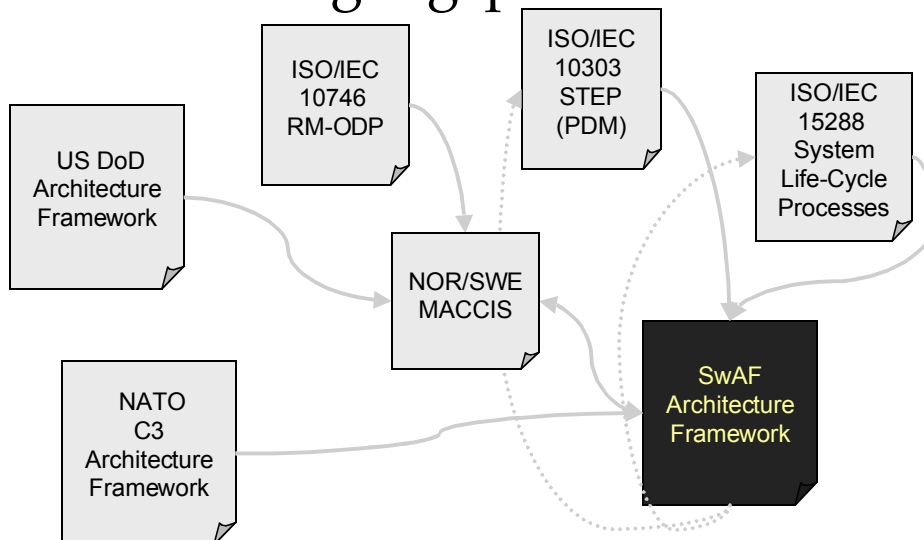 ISO/IEC
10746
RM-ODP
ISO/IEC
10303
STEP
(PDM)
ISO/IEC
15288
System
Life-Cycle
Processes
US DoD
Architecture
Framework
NOR/SWE
MACCIS
SwAF
Architecture
Framework
NATO
C3
Architecture
Framework